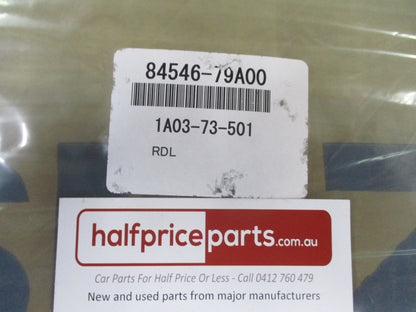 84546-79A00
1A03-73-501
RDL
halfpriceparts.com.au
Car Parts For Half Price Or Less - Call 0412 760 479
New and used parts from major manufacturers